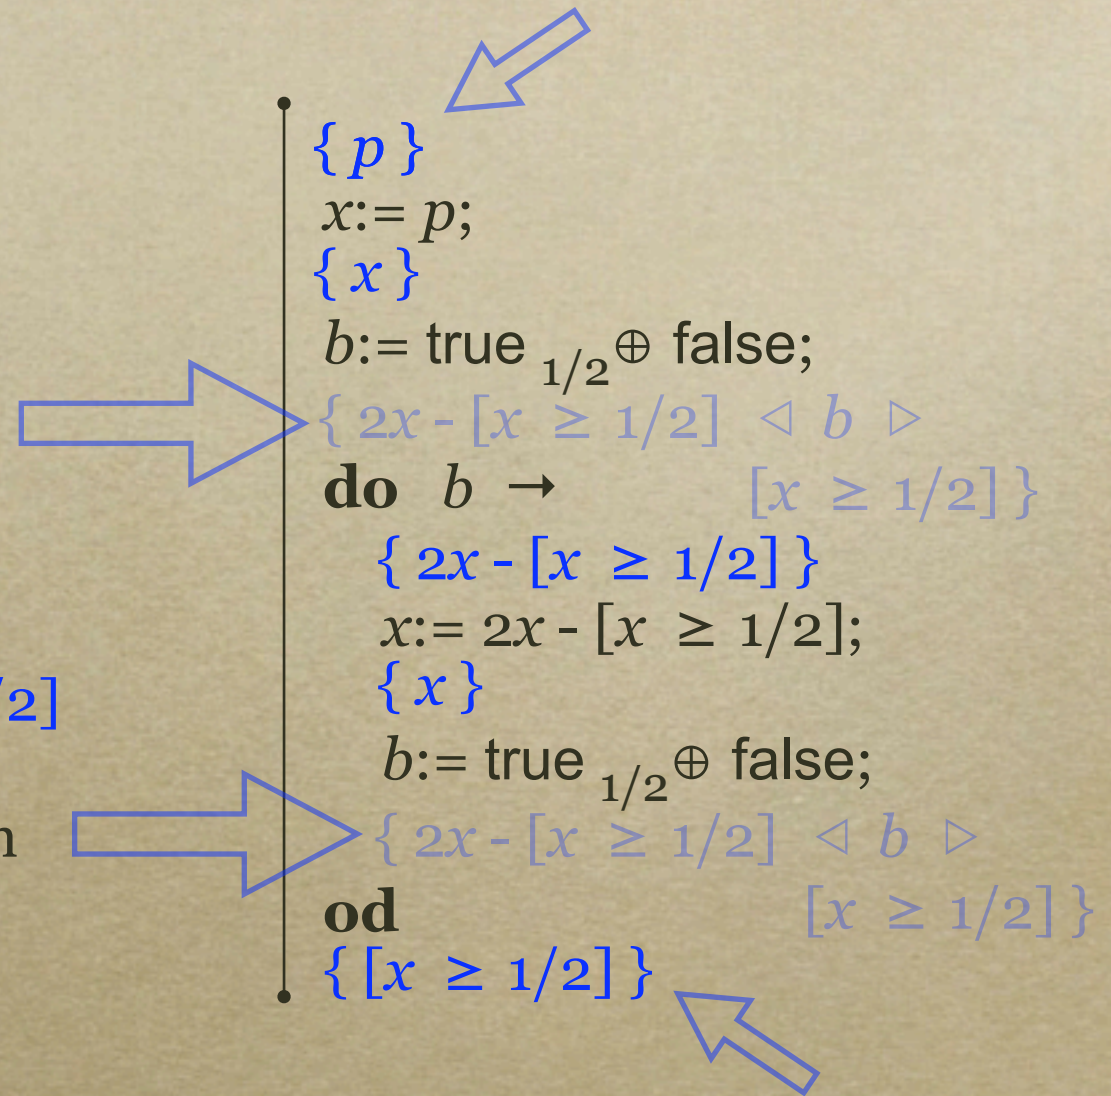 { p }
x:= p;
{ x }
b:= true 1/2⊕ false;
{ 2x - [x ≥ 1/2] ◁ b ▷
do b → [x ≥ 1/2] }
{ 2x - [x ≥ 1/2] }
x:= 2x - [x ≥ 1/2];
{ x }
/2]
b:= true 1/2⊕ false;
n { 2x - [x ≥ 1/2] ◁ b ▷
od [x ≥ 1/2] }
{ [x ≥ 1/2] }